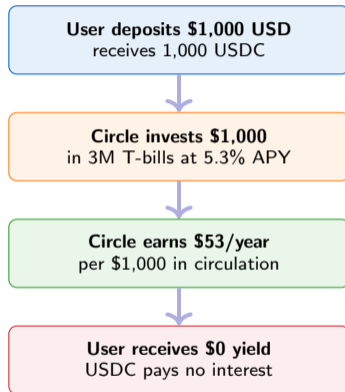 User deposits $1,000 USD
receives 1,000 USDC
Circle invests $1,000
in 3M T-bills at 5.3% APY
Circle earns $53/year
per $1,000 in circulation
User receives $0 yield
USDC pays no interest